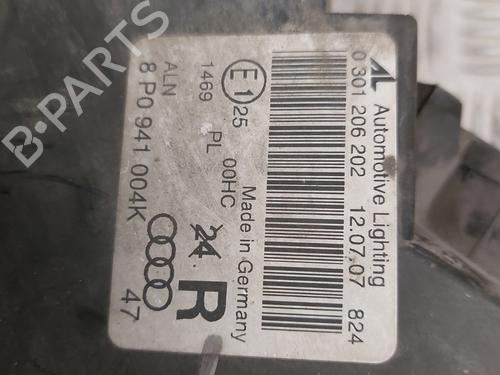 AL Automotive Lighting
0 301 206 202 12.07.07 824
E1 25 Made in Germany
1469 PL 00HC 24. R
ALN
8 P0 941 004K 47
B-PARTS